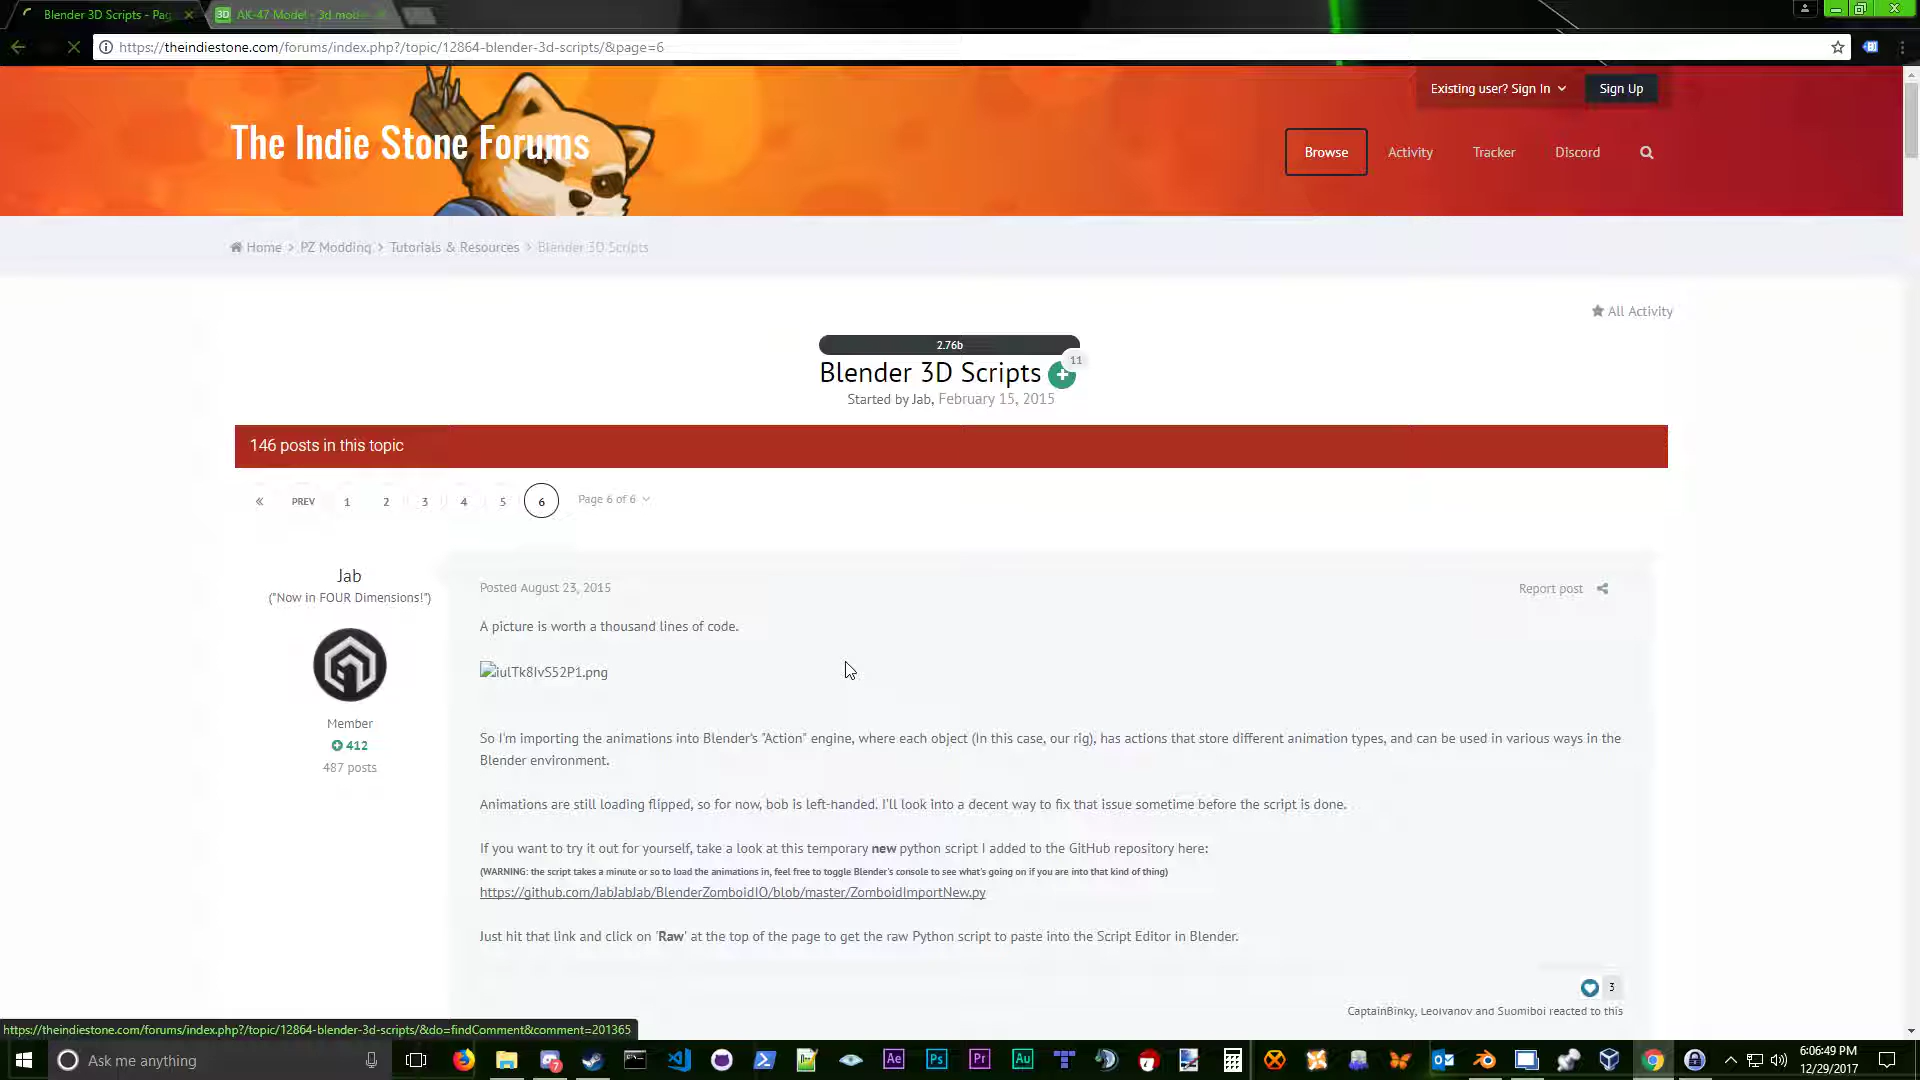 Blender 3D Scripts - Pag
AK-47 Model - 3d mode
https://theindiestone.com/forums/index.php?/topic/12864-blender-3d-scripts/&page=6
Existing user? Sign In
Sign Up
The Indie Stone Forums
Browse
Activity
Tracker
Discord
Home > PZ Modding > Tutorials & Resources > Blender 3D Scripts
All Activity
2.76b
Blender 3D Scripts
11
Started by Jab, February 15, 2015
146 posts in this topic
« PREV 1 2 3 4 5 6 Page 6 of 6
Jab
("Now in FOUR Dimensions!")
Member
412
487 posts
Posted August 23, 2015
Report post
A picture is worth a thousand lines of code.
iulTk8IvS52P1.png
So I'm importing the animations into Blender's "Action" engine, where each object (In this case, our rig), has actions that store different animation types, and can be used in various ways in the
Blender environment.
Animations are still loading flipped, so for now, bob is left-handed. I'll look into a decent way to fix that issue sometime before the script is done.
If you want to try it out for yourself, take a look at this temporary new python script I added to the GitHub repository here:
(WARNING: the script takes a minute or so to load the animations in, feel free to toggle Blender's console to see what's going on if you are into that kind of thing)
https://github.com/JabJabJab/BlenderZomboidIO/blob/master/ZomboidImportNew.py
Just hit that link and click on 'Raw' at the top of the page to get the raw Python script to paste into the Script Editor in Blender.
3
CaptainBinky, LeoIvanov and Suomiboi reacted to this
https://theindiestone.com/forums/index.php?/topic/12864-blender-3d-scripts/&do=findComment&comment=201365
Ask me anything
7
Ae
Ps
Pr
Au
6:06:49 PM
12/29/2017